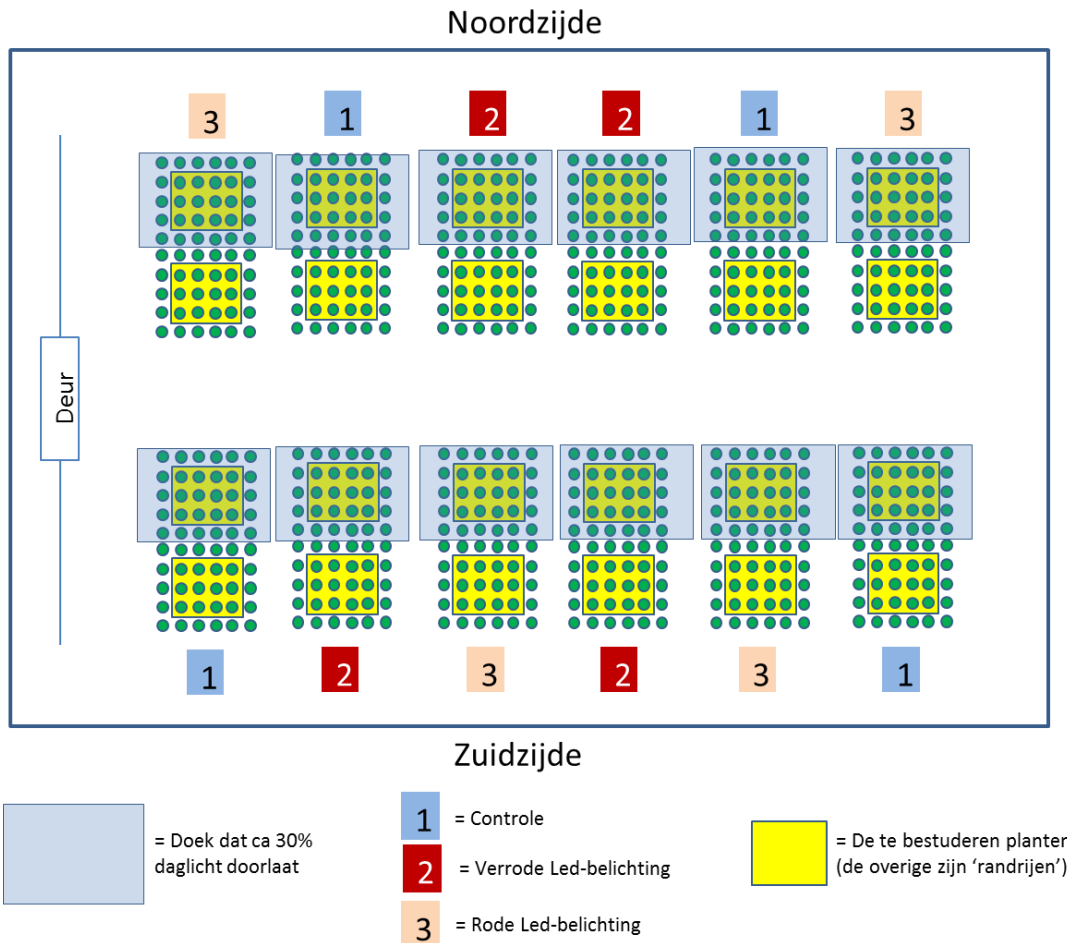 Noordzijde
3 1 2 2 1 3
Deur
1 2 3 2 3 1
Zuidzijde
= Doek dat ca 30%
daglicht doorlaat
1 = Controle
2 = Verrode Led-belichting
3 = Rode Led-belichting
= De te bestuderen planter
(de overige zijn ‘randrijen’)